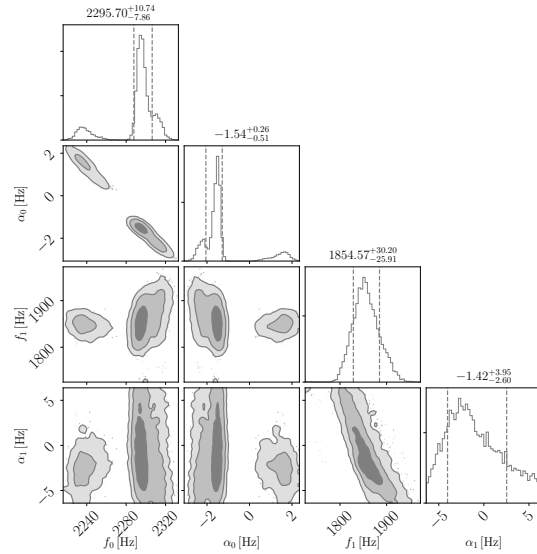 2295.70+10.74−7.86
−1.54+0.26−0.51
2
0
−2
α0 [Hz]
1854.57+30.20−25.91
1900
1800
f1 [Hz]
−1.42+3.95−2.60
5
0
−5
α1 [Hz]
2240 2280 2320 −2 0 2 1800 1900 −5 0 5
f0 [Hz] α0 [Hz] f1 [Hz] α1 [Hz]